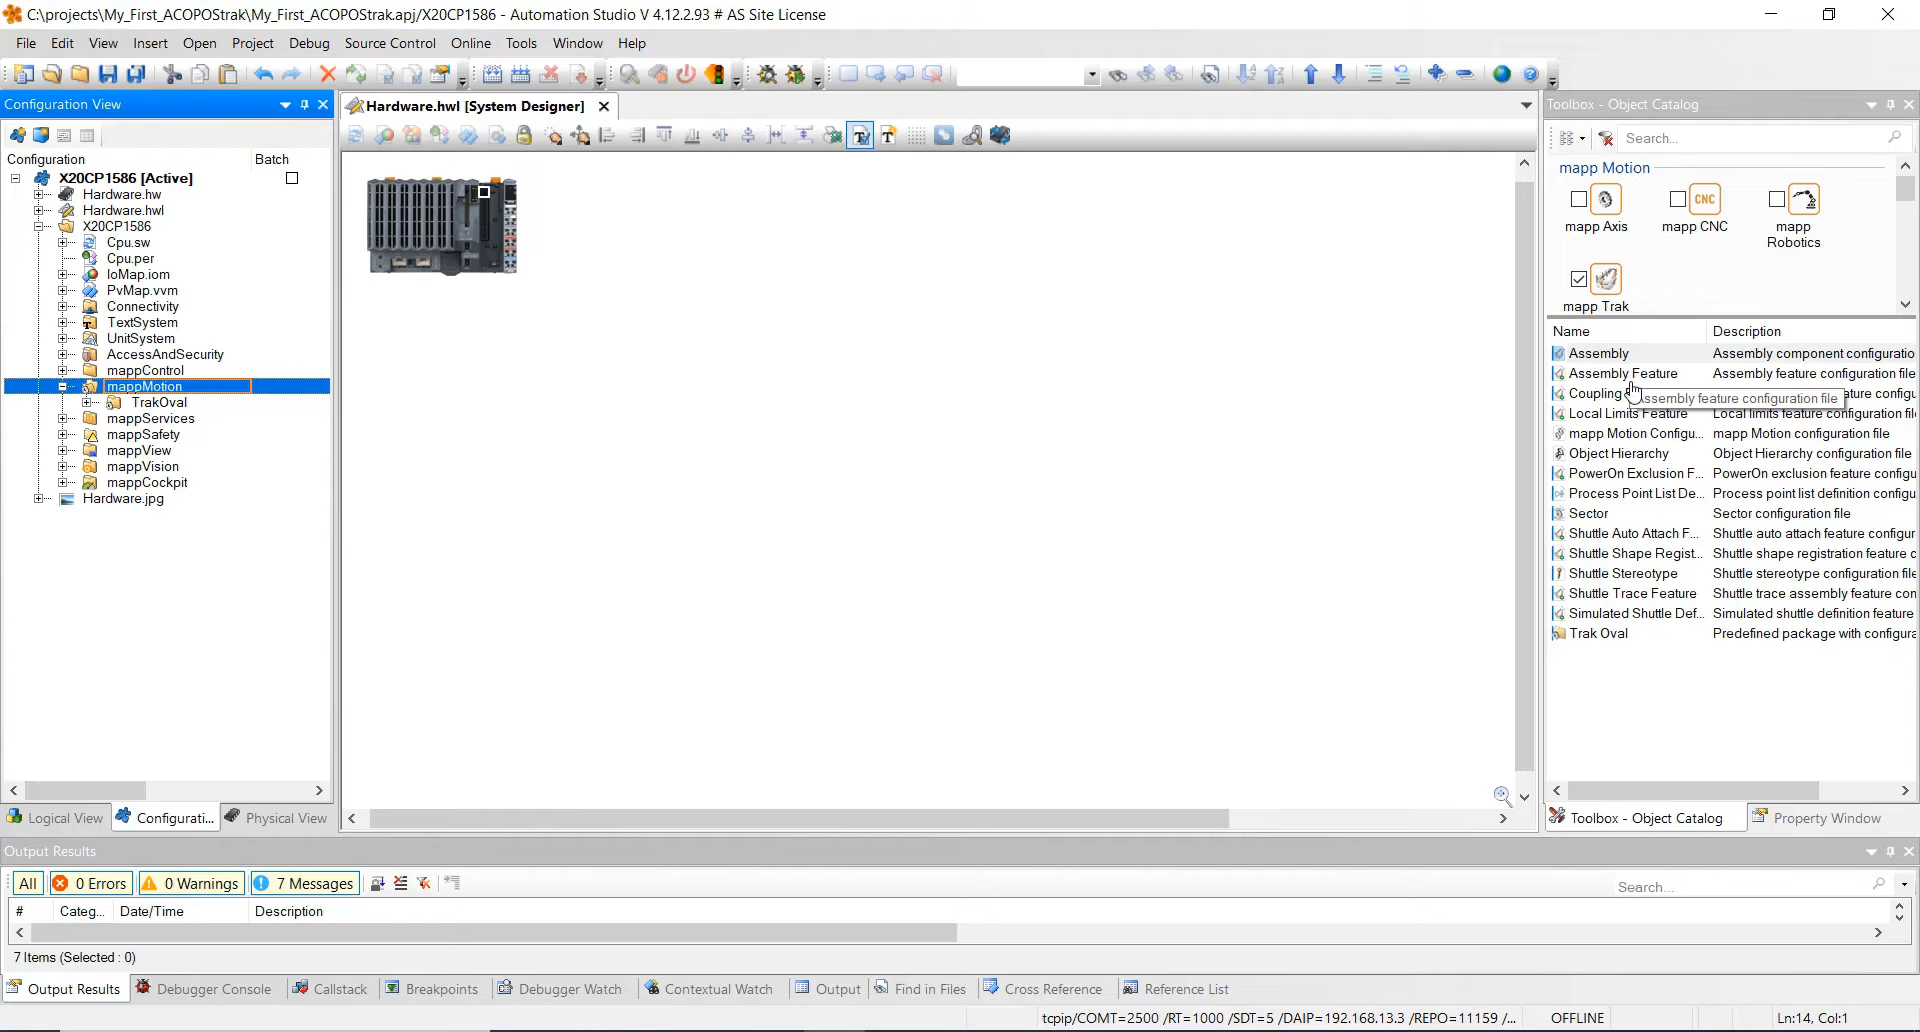 C:\projects\My_First_ACOPOStrak\My_First_ACOPOStrak.apj/X20CP1586 - Automation Studio V 4.12.2.93 # AS Site License
File Edit View Insert Open Project Debug Source Control Online Tools Window Help
Configuration View
Configuration Batch
X20CP1586 [Active]
Hardware.hw
Hardware.hwl
X20CP1586
Cpu.sw
Cpu.per
IoMap.iom
PvMap.vvm
Connectivity
TextSystem
UnitSystem
AccessAndSecurity
mappControl
mappMotion
TrakOval
mappServices
mappSafety
mappView
mappVision
mappCockpit
Hardware.jpg
Logical View Configurati... Physical View
Hardware.hwl [System Designer]
Toolbox - Object Catalog
Search...
mapp Motion
CNC
mapp Axis mapp CNC mapp
Robotics
mapp Trak
Name Description
Assembly Assembly component configuratio
Assembly Feature Assembly feature configuration file
Coupling ature configu
Assembly feature configuration file
Local Limits Feature Local limits feature configuration fil
mapp Motion Configu... mapp Motion configuration file
Object Hierarchy Object Hierarchy configuration file
PowerOn Exclusion F... PowerOn exclusion feature configu
Process Point List De... Process point list definition configu
Sector Sector configuration file
Shuttle Auto Attach F... Shuttle auto attach feature configur
Shuttle Shape Regist... Shuttle shape registration feature c
Shuttle Stereotype Shuttle stereotype configuration file
Shuttle Trace Feature Shuttle trace assembly feature con
Simulated Shuttle Def... Simulated shuttle definition feature
Trak Oval Predefined package with configura
Toolbox - Object Catalog Property Window
Output Results
All 0 Errors 0 Warnings 7 Messages Search...
# Categ... Date/Time Description
7 Items (Selected : 0)
Output Results Debugger Console Callstack Breakpoints Debugger Watch Contextual Watch Output Find in Files Cross Reference Reference List
tcpip/COMT=2500 /RT=1000 /SDT=5 /DAIP=192.168.13.3 /REPO=11159 /... OFFLINE Ln:14, Col:1